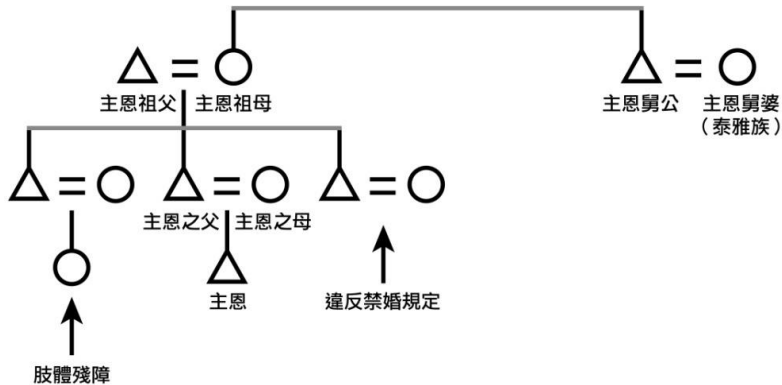 主恩祖父
主恩祖母
主恩舅公
主恩舅婆
（泰雅族）
主恩之父
主恩之母
主恩
違反禁婚規定
肢體殘障